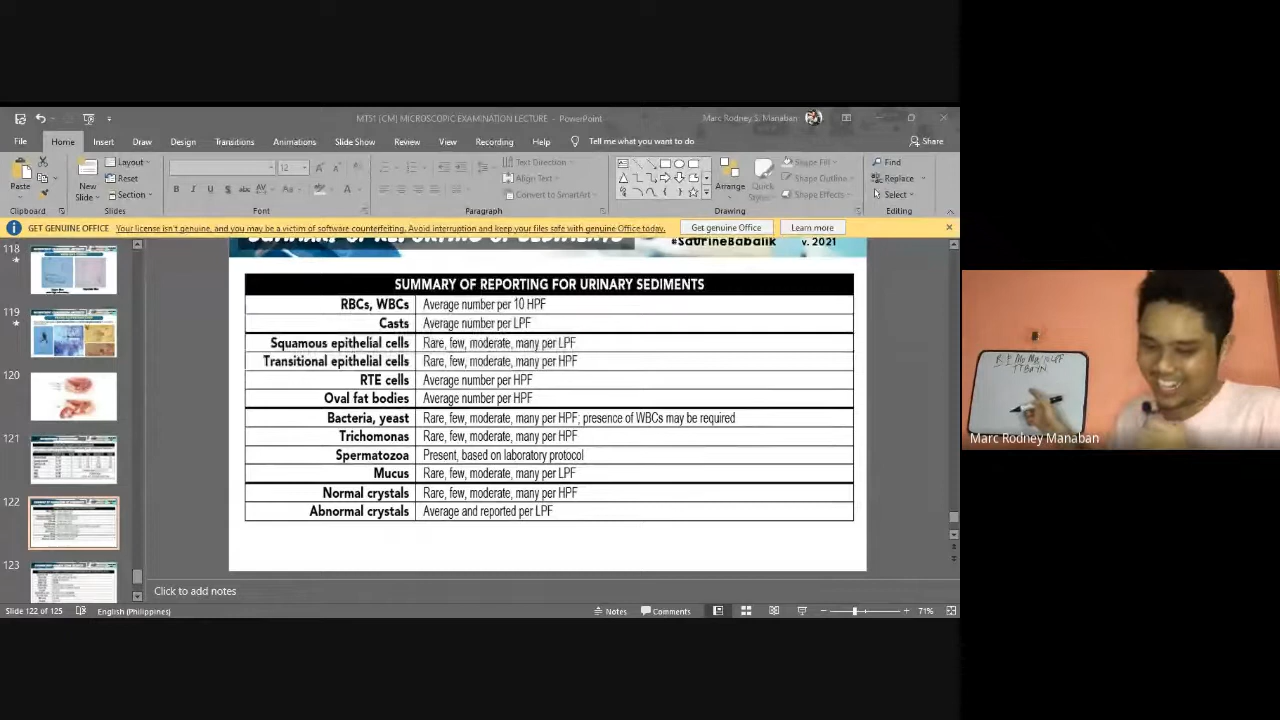 MT51 (CM) MICROSCOPIC EXAMINATION LECTURE - PowerPoint
Marc Rodney S. Manaban
File Home Insert Draw Design Transitions Animations Slide Show Review View Recording Help Tell me what you want to do Share
Paste
New Slide
Layout
Reset
Section
12
Text Direction
Align Text
Convert to SmartArt
Arrange
Quick Styles
Shape Fill
Shape Outline
Shape Effects
Find
Replace
Select
Clipboard Slides Font Paragraph Drawing Editing
GET GENUINE OFFICE Your license isn't genuine, and you may be a victim of software counterfeiting. Avoid interruption and keep your files safe with genuine Office today. Get genuine Office Learn more
118
119
120
121
122
123
SUMMARY OF REPORTING OF SEDIMENTS
#SaUrineBabalik v. 2021
SUMMARY OF REPORTING FOR URINARY SEDIMENTS
RBCs, WBCs Average number per 10 HPF
Casts Average number per LPF
Squamous epithelial cells Rare, few, moderate, many per LPF
Transitional epithelial cells Rare, few, moderate, many per HPF
RTE cells Average number per HPF
Oval fat bodies Average number per HPF
Bacteria, yeast Rare, few, moderate, many per HPF; presence of WBCs may be required
Trichomonas Rare, few, moderate, many per HPF
Spermatozoa Present, based on laboratory protocol
Mucus Rare, few, moderate, many per LPF
Normal crystals Rare, few, moderate, many per HPF
Abnormal crystals Average and reported per LPF
Click to add notes
Slide 122 of 125 English (Philippines) Notes Comments 71%
Marc Rodney Manaban